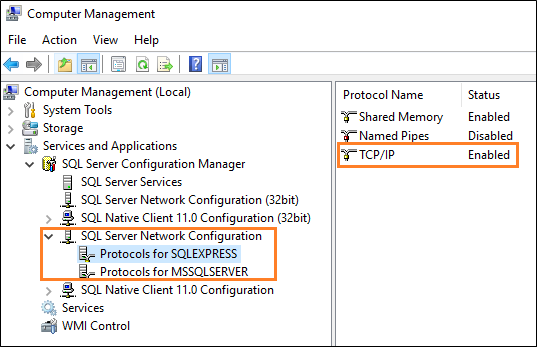 Computer Management
File Action View Help
Computer Management (Local)
System Tools
Storage
Services and Applications
SQL Server Configuration Manager
SQL Server Services
SQL Server Network Configuration (32bit)
SQL Native Client 11.0 Configuration (32bit)
SQL Server Network Configuration
Protocols for SQLEXPRESS
Protocols for MSSQLSERVER
SQL Native Client 11.0 Configuration
Services
WMI Control
Protocol Name Status
Shared Memory Enabled
Named Pipes Disabled
TCP/IP Enabled